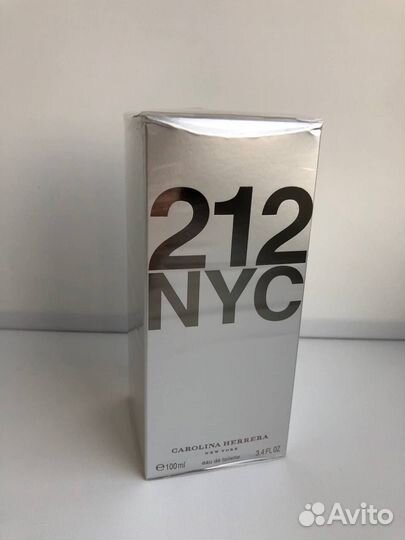 212
NYC
CAROLINA HERRERA
NEW YORK
℮100ml eau de toilette 3.4 FL OZ
Avito